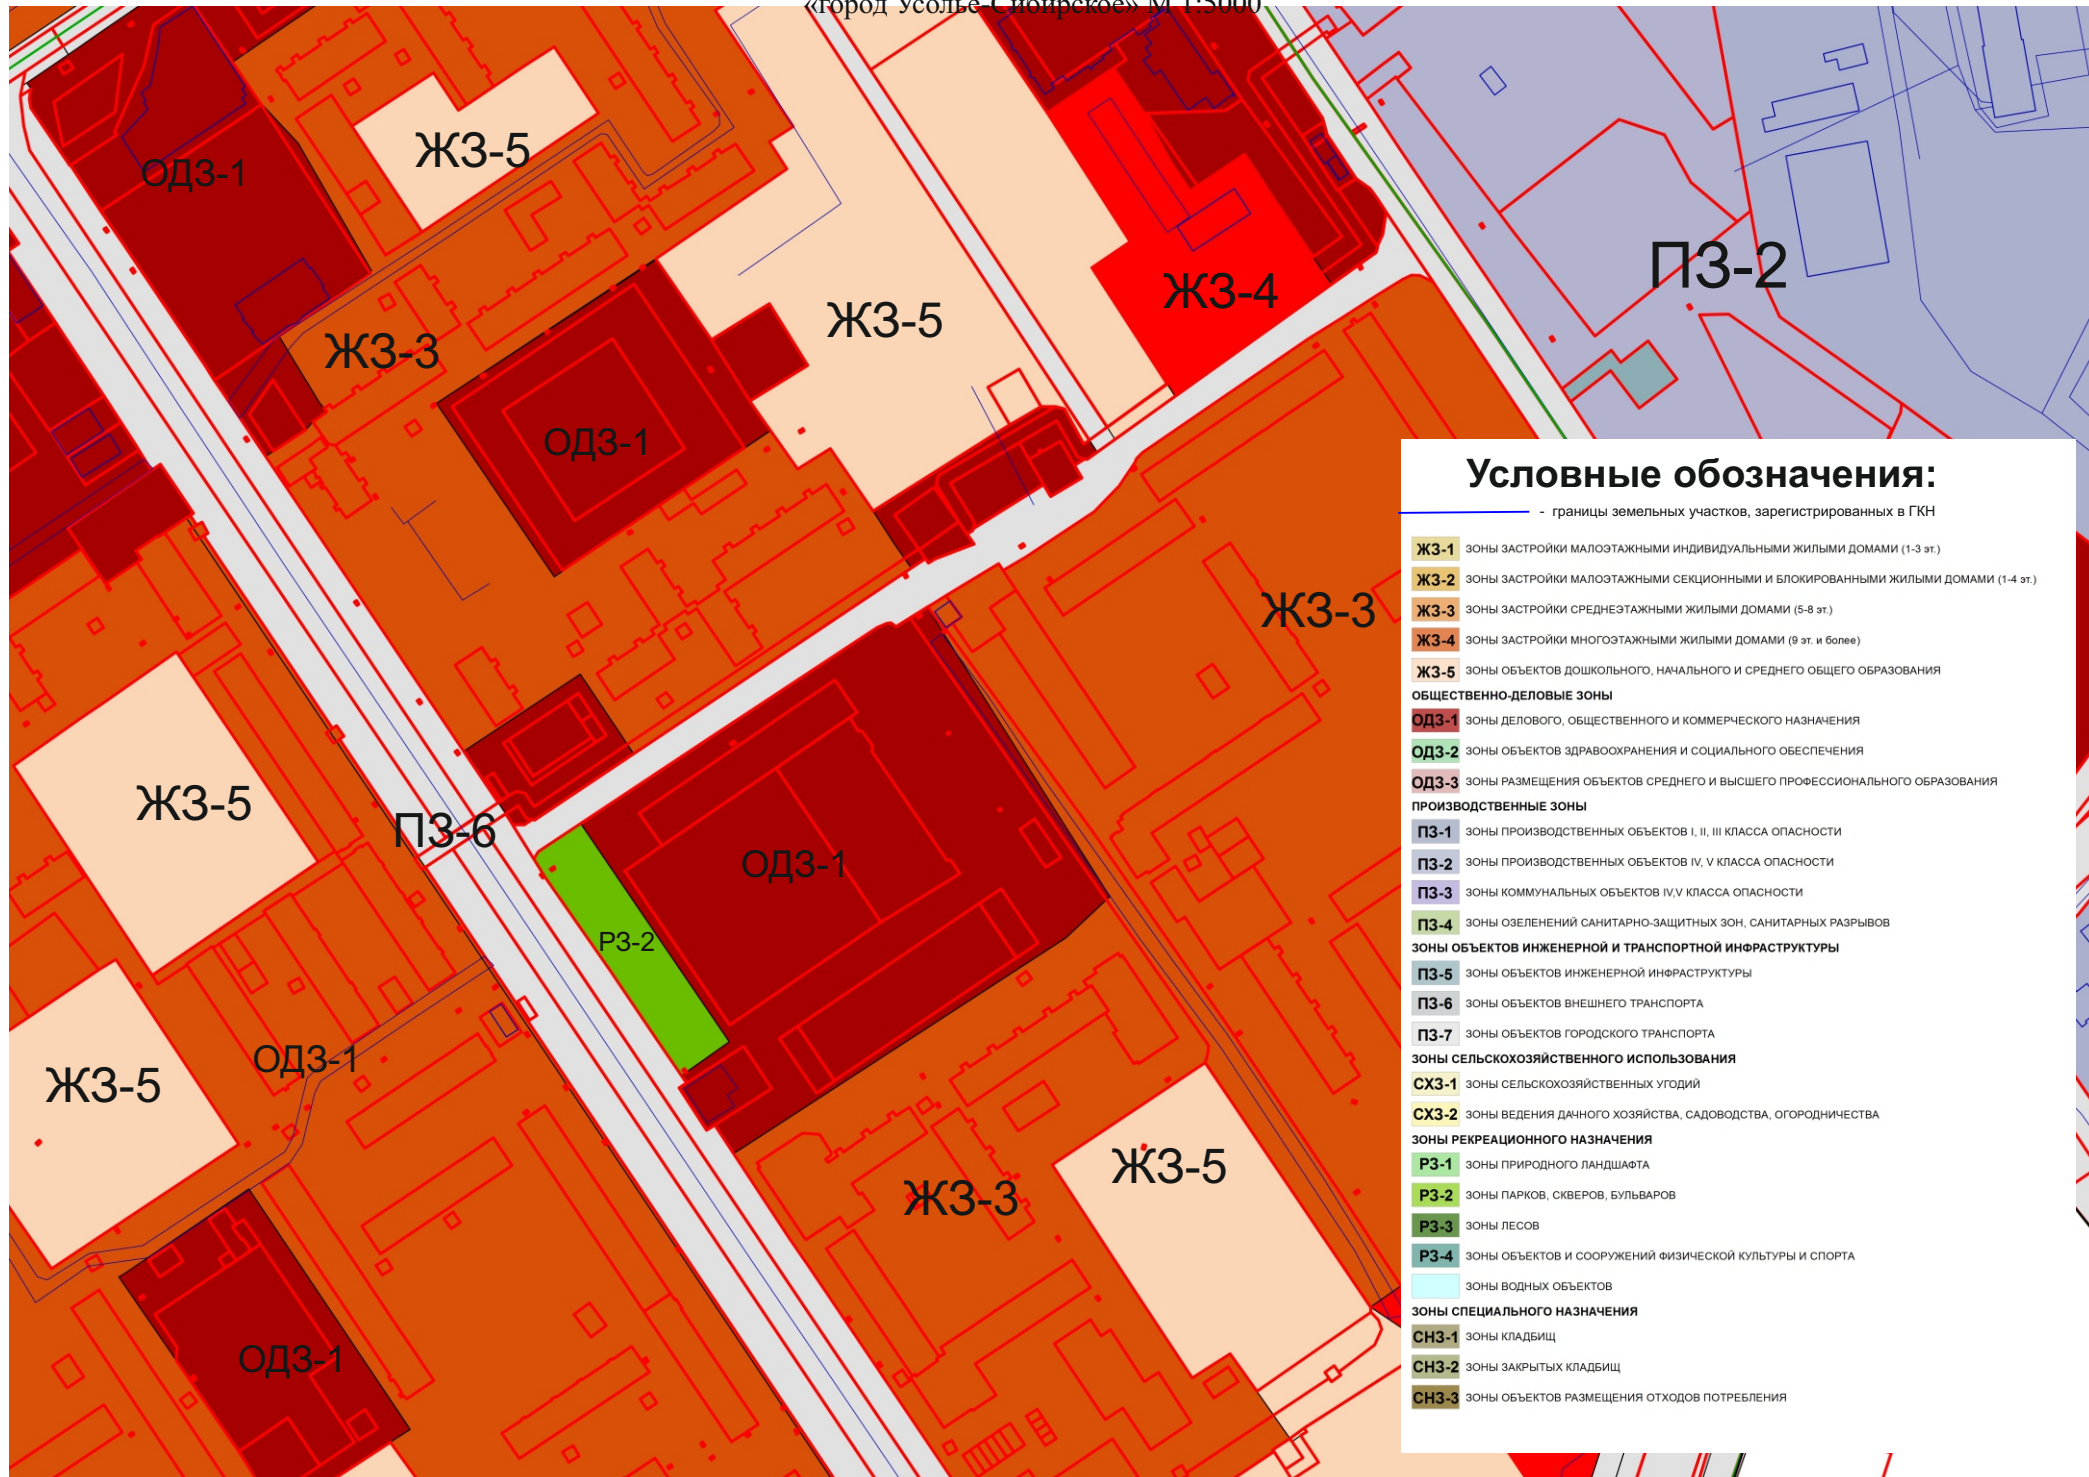 «город Усолье-Сибирское» М 1:5000
ОДЗ-1
ЖЗ-5
ЖЗ-3
ЖЗ-5
ЖЗ-4
ПЗ-2
ОДЗ-1
ЖЗ-3
ЖЗ-5
ПЗ-6
ОДЗ-1
РЗ-2
ЖЗ-5
ОДЗ-1
ЖЗ-3
ЖЗ-5
ОДЗ-1
Условные обозначения:
- границы земельных участков, зарегистрированных в ГКН
ЖЗ-1 ЗОНЫ ЗАСТРОЙКИ МАЛОЭТАЖНЫМИ ИНДИВИДУАЛЬНЫМИ ЖИЛЫМИ ДОМАМИ (1-3 эт.)
ЖЗ-2 ЗОНЫ ЗАСТРОЙКИ МАЛОЭТАЖНЫМИ СЕКЦИОННЫМИ И БЛОКИРОВАННЫМИ ЖИЛЫМИ ДОМАМИ (1-4 эт.)
ЖЗ-3 ЗОНЫ ЗАСТРОЙКИ СРЕДНЕЭТАЖНЫМИ ЖИЛЫМИ ДОМАМИ (5-8 эт.)
ЖЗ-4 ЗОНЫ ЗАСТРОЙКИ МНОГОЭТАЖНЫМИ ЖИЛЫМИ ДОМАМИ (9 эт. и более)
ЖЗ-5 ЗОНЫ ОБЪЕКТОВ ДОШКОЛЬНОГО, НАЧАЛЬНОГО И СРЕДНЕГО ОБЩЕГО ОБРАЗОВАНИЯ
ОБЩЕСТВЕННО-ДЕЛОВЫЕ ЗОНЫ
ОДЗ-1 ЗОНЫ ДЕЛОВОГО, ОБЩЕСТВЕННОГО И КОММЕРЧЕСКОГО НАЗНАЧЕНИЯ
ОДЗ-2 ЗОНЫ ОБЪЕКТОВ ЗДРАВООХРАНЕНИЯ И СОЦИАЛЬНОГО ОБЕСПЕЧЕНИЯ
ОДЗ-3 ЗОНЫ РАЗМЕЩЕНИЯ ОБЪЕКТОВ СРЕДНЕГО И ВЫСШЕГО ПРОФЕССИОНАЛЬНОГО ОБРАЗОВАНИЯ
ПРОИЗВОДСТВЕННЫЕ ЗОНЫ
ПЗ-1 ЗОНЫ ПРОИЗВОДСТВЕННЫХ ОБЪЕКТОВ I, II, III КЛАССА ОПАСНОСТИ
ПЗ-2 ЗОНЫ ПРОИЗВОДСТВЕННЫХ ОБЪЕКТОВ IV, V КЛАССА ОПАСНОСТИ
ПЗ-3 ЗОНЫ КОММУНАЛЬНЫХ ОБЪЕКТОВ IV,V КЛАССА ОПАСНОСТИ
ПЗ-4 ЗОНЫ ОЗЕЛЕНЕНИЙ САНИТАРНО-ЗАЩИТНЫХ ЗОН, САНИТАРНЫХ РАЗРЫВОВ
ЗОНЫ ОБЪЕКТОВ ИНЖЕНЕРНОЙ И ТРАНСПОРТНОЙ ИНФРАСТРУКТУРЫ
ПЗ-5 ЗОНЫ ОБЪЕКТОВ ИНЖЕНЕРНОЙ ИНФРАСТРУКТУРЫ
ПЗ-6 ЗОНЫ ОБЪЕКТОВ ВНЕШНЕГО ТРАНСПОРТА
ПЗ-7 ЗОНЫ ОБЪЕКТОВ ГОРОДСКОГО ТРАНСПОРТА
ЗОНЫ СЕЛЬСКОХОЗЯЙСТВЕННОГО ИСПОЛЬЗОВАНИЯ
СХЗ-1 ЗОНЫ СЕЛЬСКОХОЗЯЙСТВЕННЫХ УГОДИЙ
СХЗ-2 ЗОНЫ ВЕДЕНИЯ ДАЧНОГО ХОЗЯЙСТВА, САДОВОДСТВА, ОГОРОДНИЧЕСТВА
ЗОНЫ РЕКРЕАЦИОННОГО НАЗНАЧЕНИЯ
РЗ-1 ЗОНЫ ПРИРОДНОГО ЛАНДШАФТА
РЗ-2 ЗОНЫ ПАРКОВ, СКВЕРОВ, БУЛЬВАРОВ
РЗ-3 ЗОНЫ ЛЕСОВ
РЗ-4 ЗОНЫ ОБЪЕКТОВ И СООРУЖЕНИЙ ФИЗИЧЕСКОЙ КУЛЬТУРЫ И СПОРТА
ЗОНЫ ВОДНЫХ ОБЪЕКТОВ
ЗОНЫ СПЕЦИАЛЬНОГО НАЗНАЧЕНИЯ
СНЗ-1 ЗОНЫ КЛАДБИЩ
СНЗ-2 ЗОНЫ ЗАКРЫТЫХ КЛАДБИЩ
СНЗ-3 ЗОНЫ ОБЪЕКТОВ РАЗМЕЩЕНИЯ ОТХОДОВ ПОТРЕБЛЕНИЯ